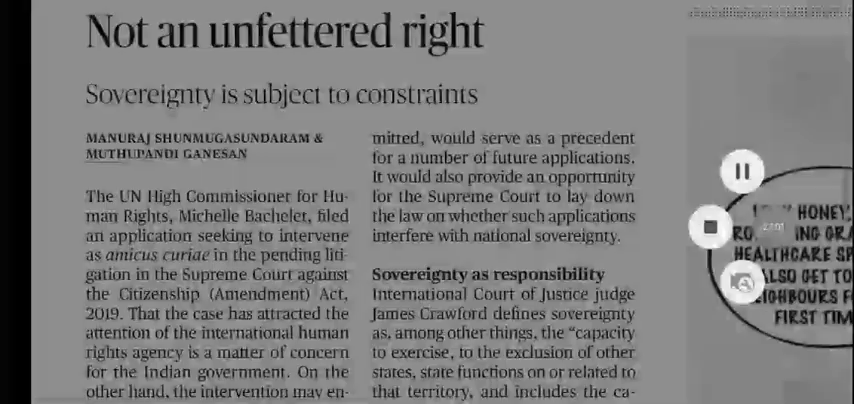 Not an unfettered right
Sovereignty is subject to constraints
MANURAJ SHUNMUGASUNDARAM &
MUTHUPANDI GANESAN
The UN High Commissioner for Hu-
man Rights, Michelle Bachelet, filed
an application seeking to intervene
as amicus curiae in the pending liti-
gation in the Supreme Court against
the Citizenship (Amendment) Act,
2019. That the case has attracted the
attention of the international human
rights agency is a matter of concern
for the Indian government. On the
other hand, the intervention may en-
mitted, would serve as a precedent
for a number of future applications.
It would also provide an opportunity
for the Supreme Court to lay down
the law on whether such applications
interfere with national sovereignty.
Sovereignty as responsibility
International Court of Justice judge
James Crawford defines sovereignty
as, among other things, the "capacity
to exercise, to the exclusion of other
states, state functions on or related to
that territory, and includes the ca-
HONEY,
HEALTHCARE
ALSO GET TO
FIRST